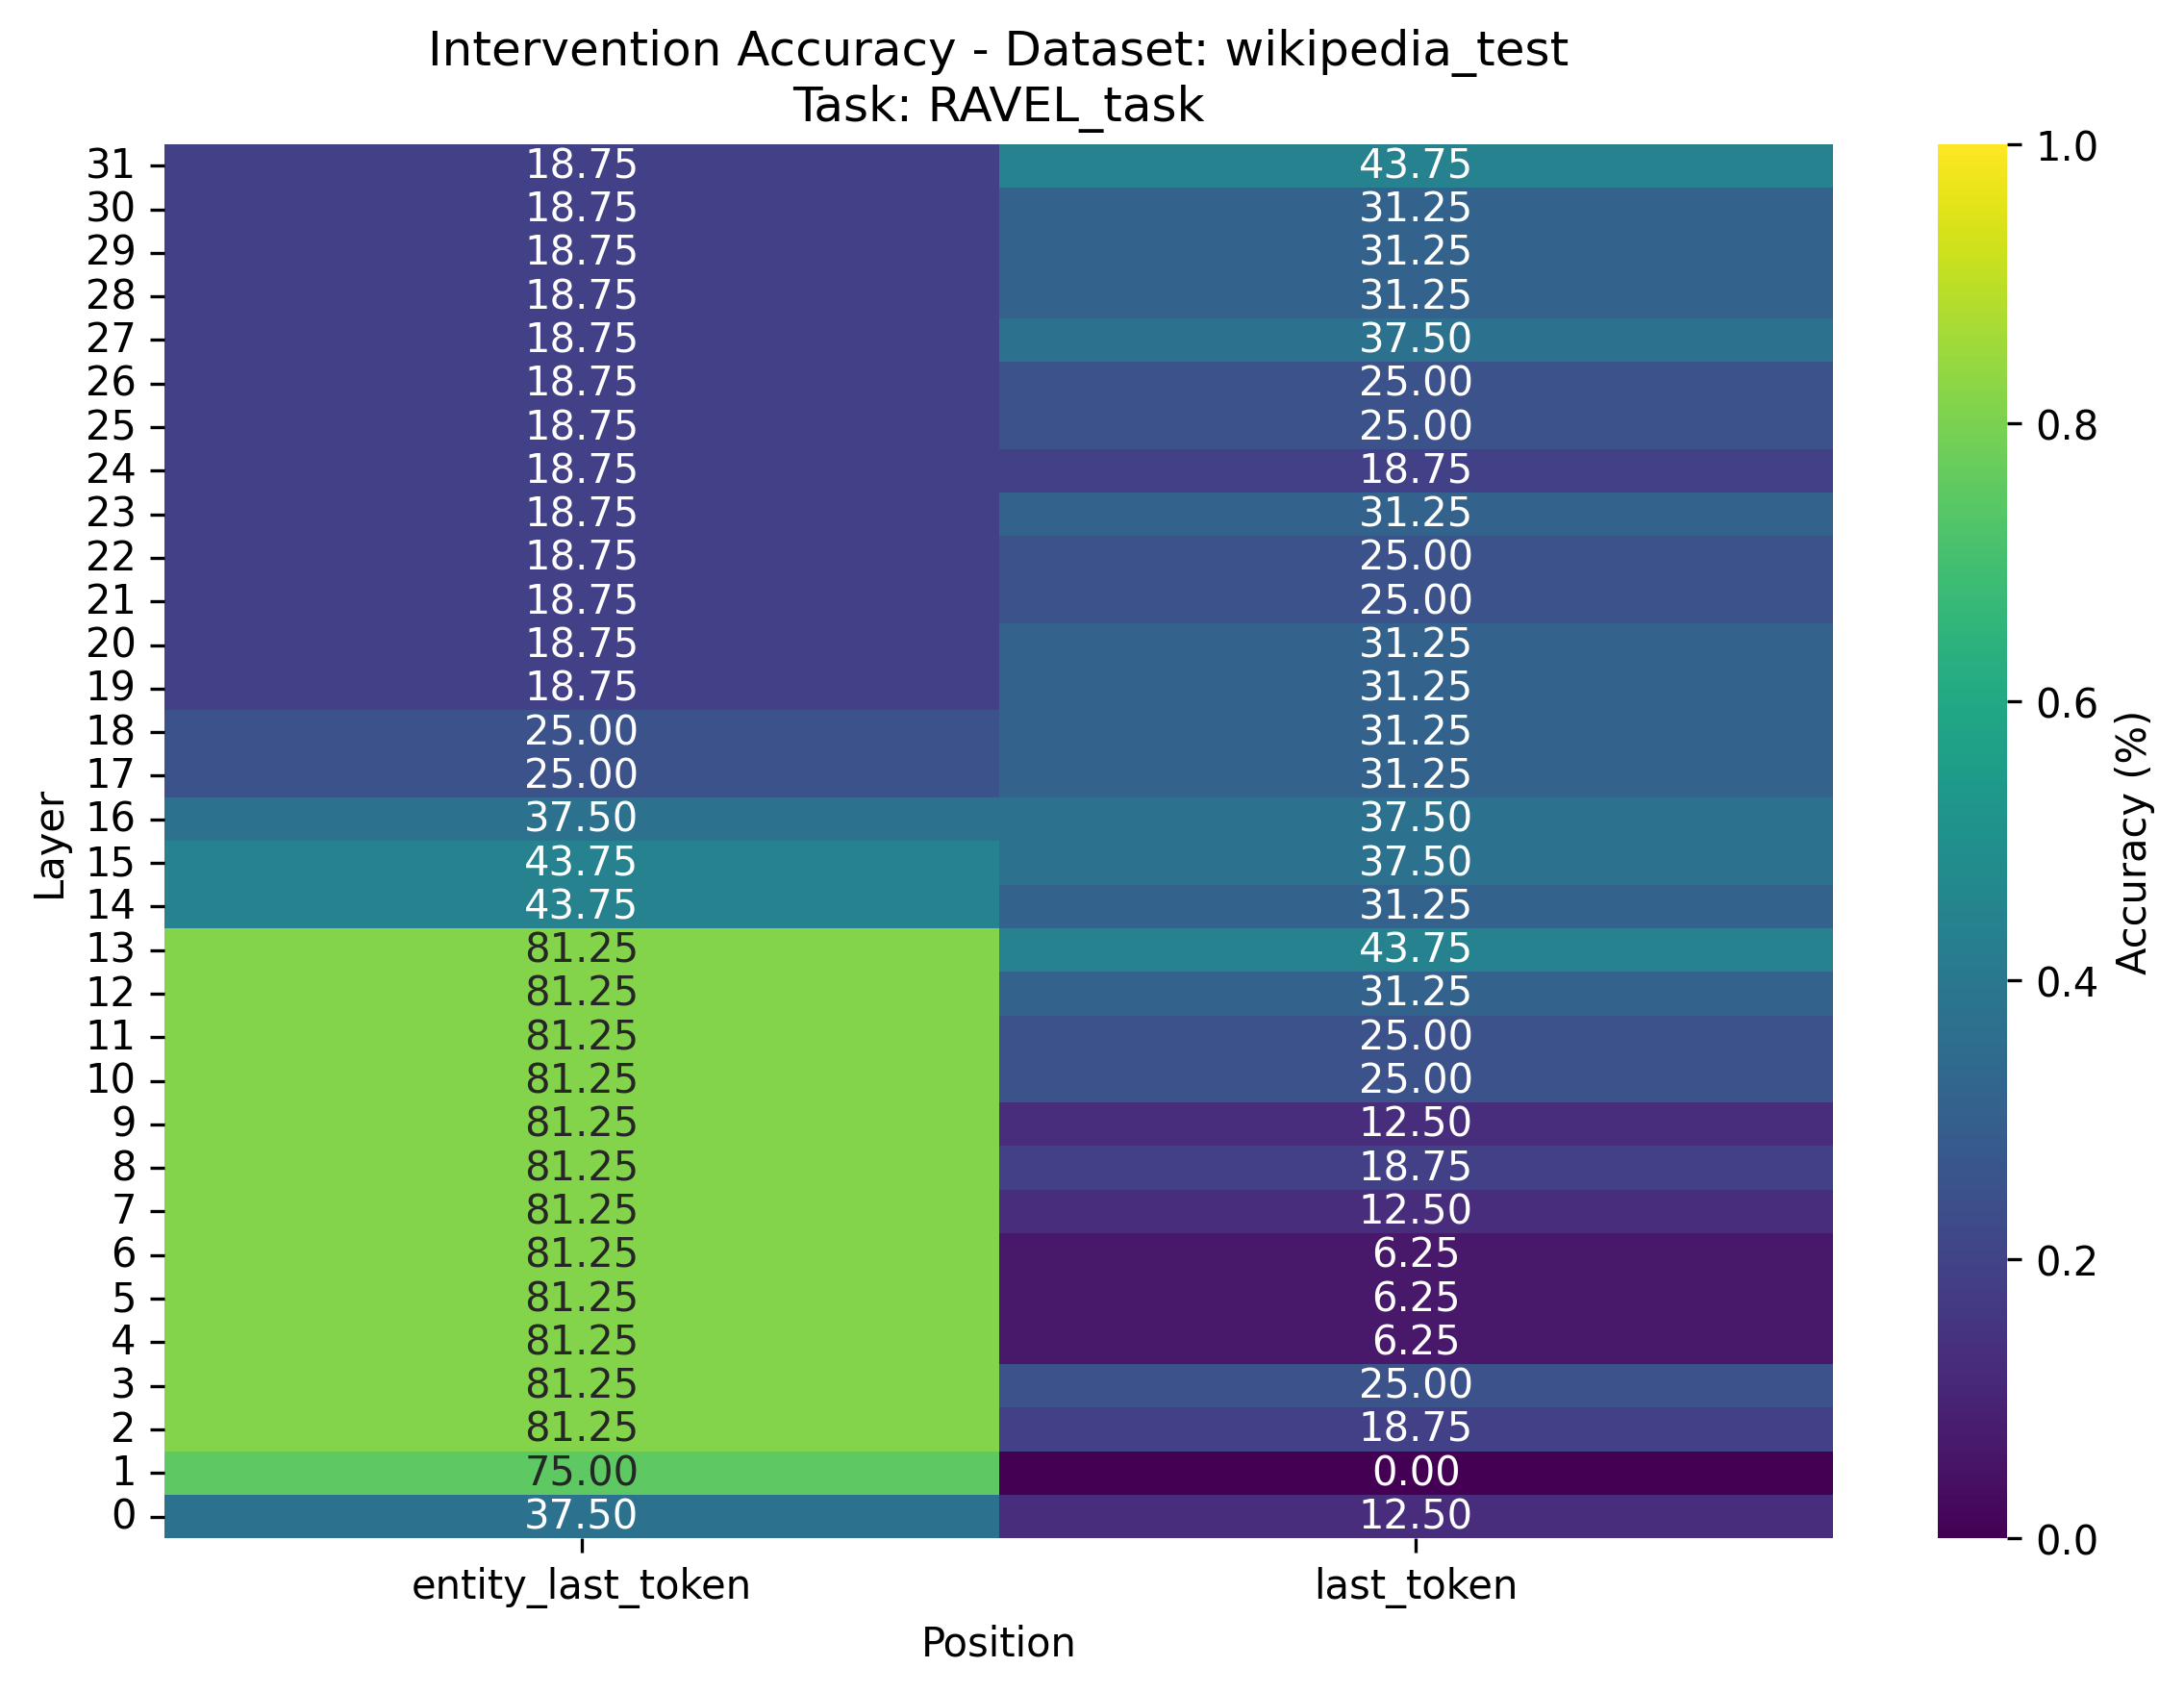 Intervention Accuracy - Dataset: wikipedia_test
Task: RAVEL_task
31 18.75 43.75 1.0
30 18.75 31.25
29 18.75 31.25
28 18.75 31.25
27 18.75 37.50
26 18.75 25.00
25 18.75 25.00 0.8
24 18.75 18.75
23 18.75 31.25
22 18.75 25.00
21 18.75 25.00
20 18.75 31.25
19 18.75 31.25 0.6
18 25.00 31.25
17 25.00 31.25
16 37.50 37.50
Layer
Accuracy (%)
15 43.75 37.50
14 43.75 31.25
13 81.25 43.75
12 81.25 31.25 0.4
11 81.25 25.00
10 81.25 25.00
9 81.25 12.50
8 81.25 18.75
7 81.25 12.50
6 81.25 6.25 0.2
5 81.25 6.25
4 81.25 6.25
3 81.25 25.00
2 81.25 18.75
1 75.00 0.00
0 37.50 12.50 0.0
entity_last_token last_token
Position